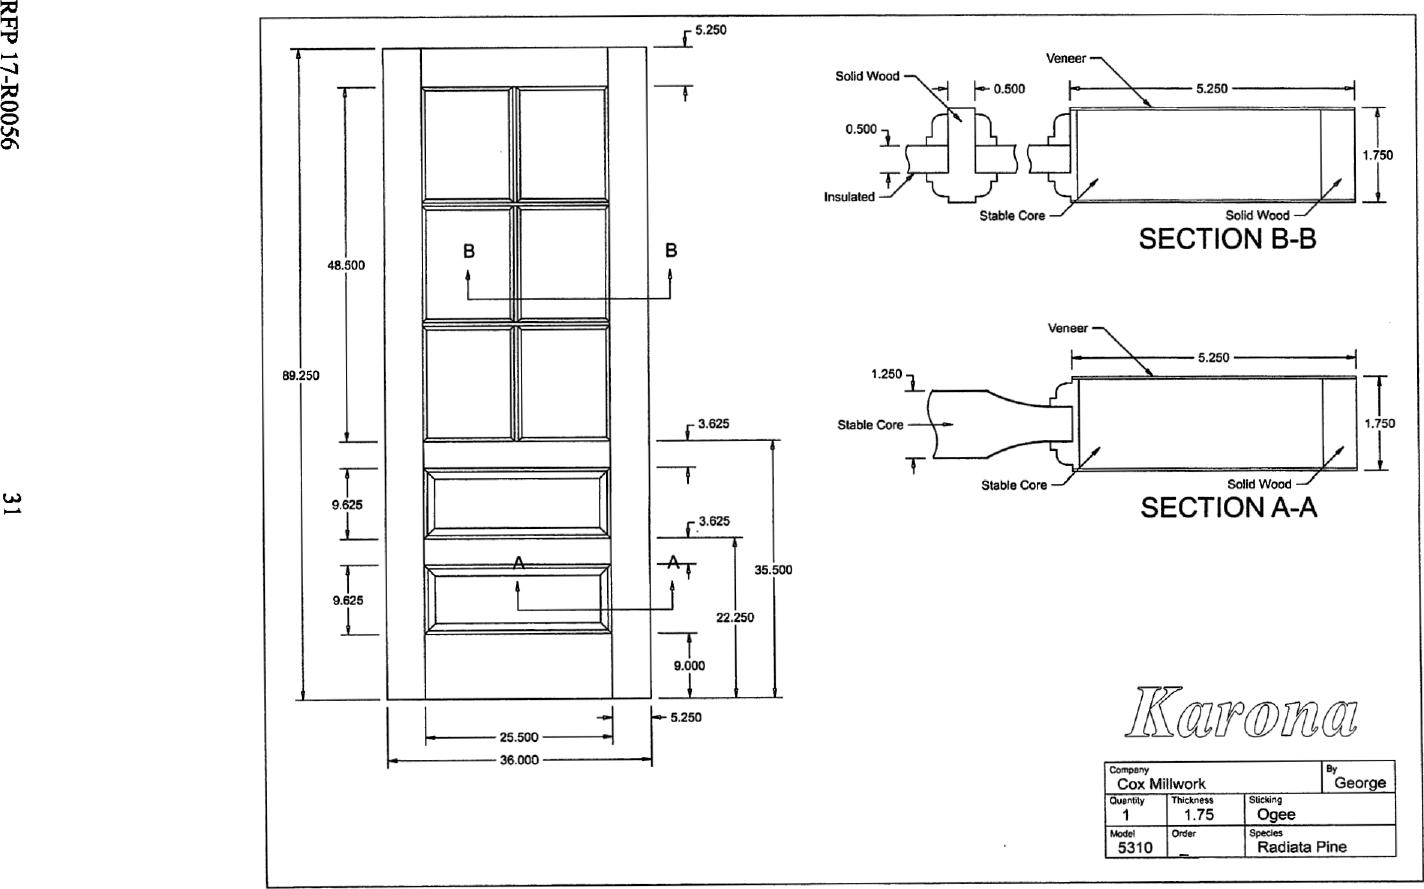 RFP 17-R0056
31
5.250
48.500
89.250
B
B
3.625
9.625
3.625
A
A
35.500
9.625
22.250
9.000
5.250
25.500
36.000
Veneer
Solid Wood
0.500
5.250
0.500
1.750
Insulated
Stable Core
Solid Wood
SECTION B-B
Veneer
5.250
1.250
Stable Core
1.750
Stable Core
Solid Wood
SECTION A-A
Karona
Company
By
Cox Millwork
George
Quantity
Thickness
Sticking
1
1.75
Ogee
Model
Order
Species
5310
_
Radiata Pine